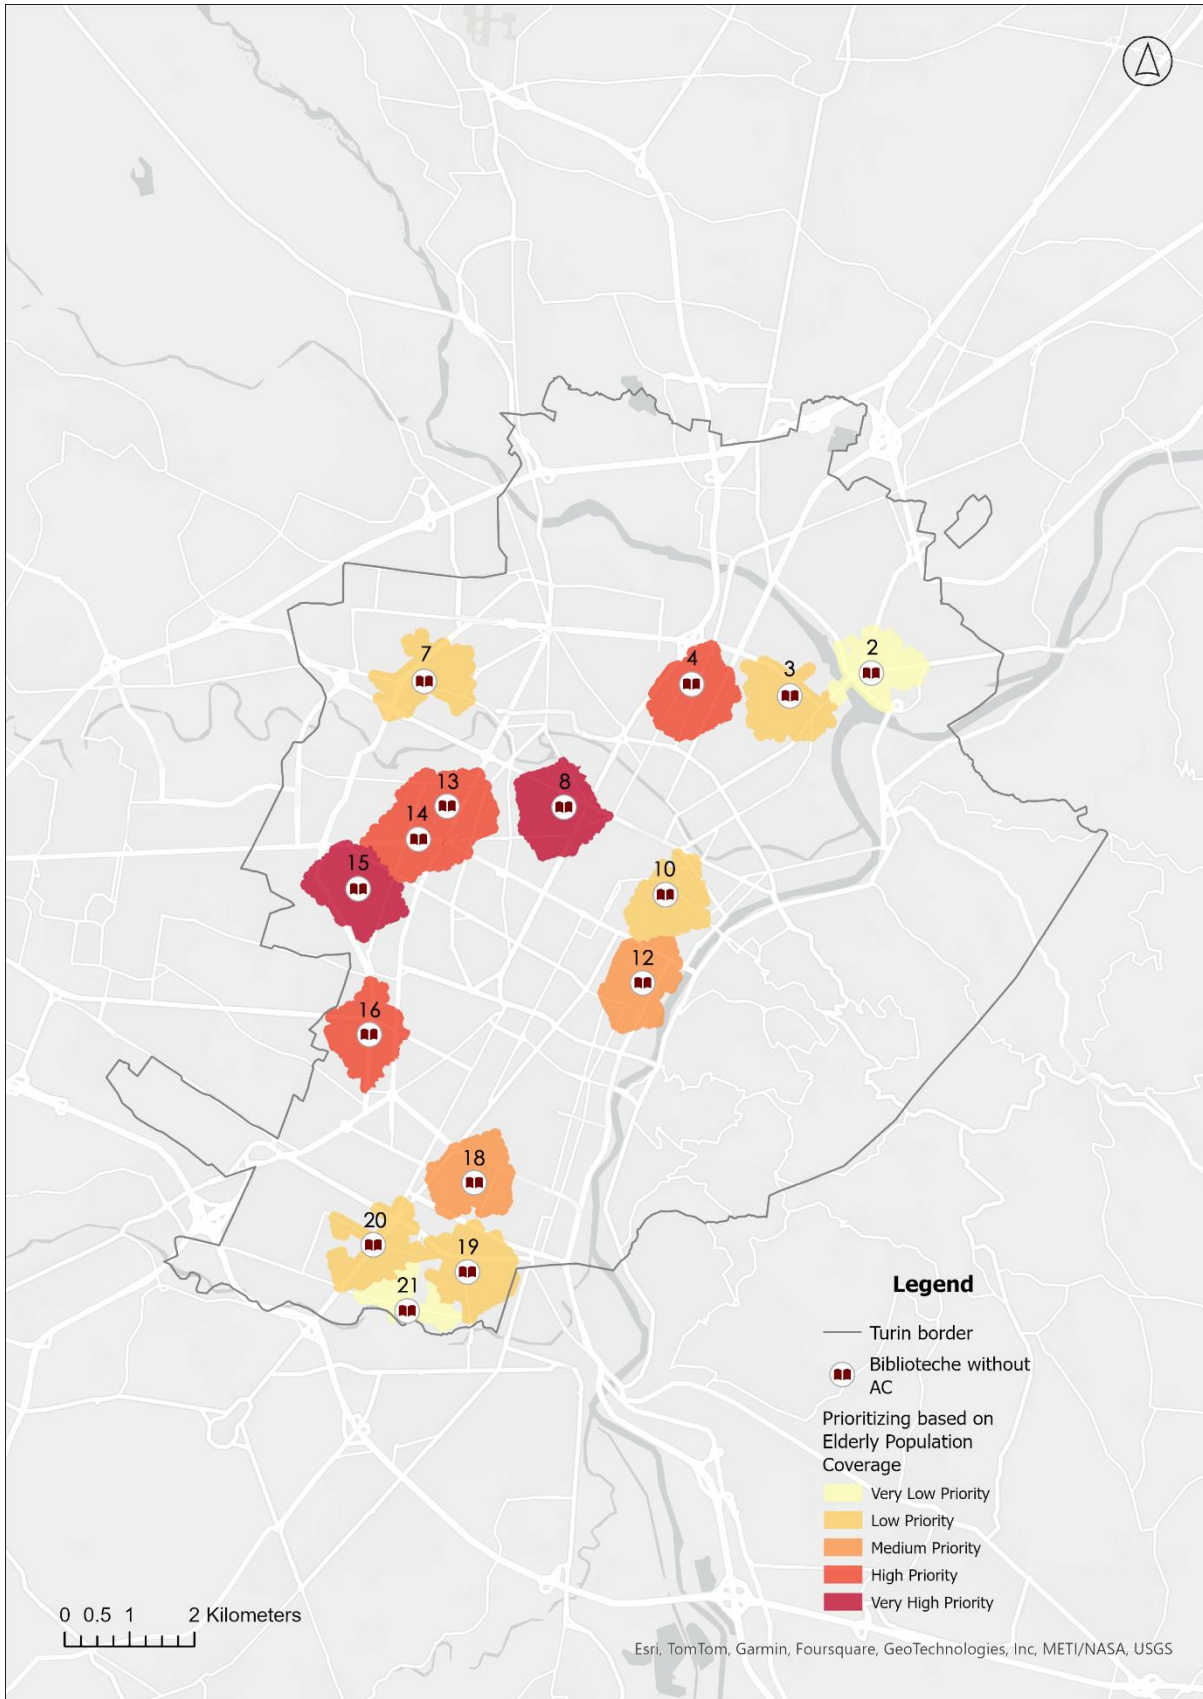 2
7
4
3
13
8
14
15
10
12
16
18
20
19
21
Legend
Turin border
Biblioteche without
AC
Prioritizing based on
Elderly Population
Coverage
Very Low Priority
Low Priority
Medium Priority
High Priority
Very High Priority
0 0.5 1 2 Kilometers
Esri, TomTom, Garmin, Foursquare, GeoTechnologies, Inc, METI/NASA, USGS